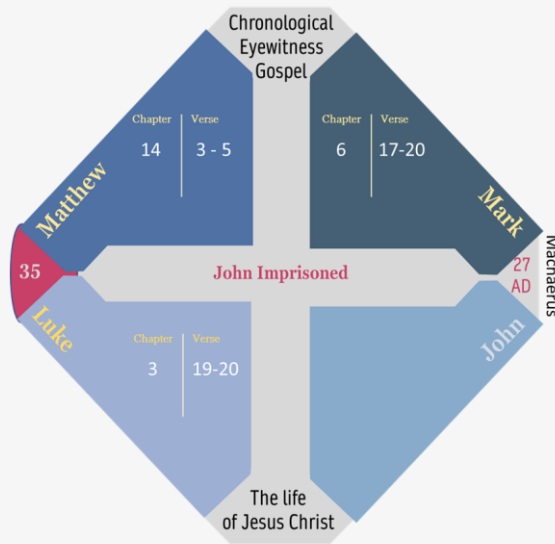 Chronological
Eyewitness
Gospel
Chapter Verse
14 3 - 5
Matthew
Chapter Verse
6 17-20
Mark
35
John Imprisoned
27
AD
Machaerus
Luke
Chapter Verse
3 19-20
John
The life
of Jesus Christ